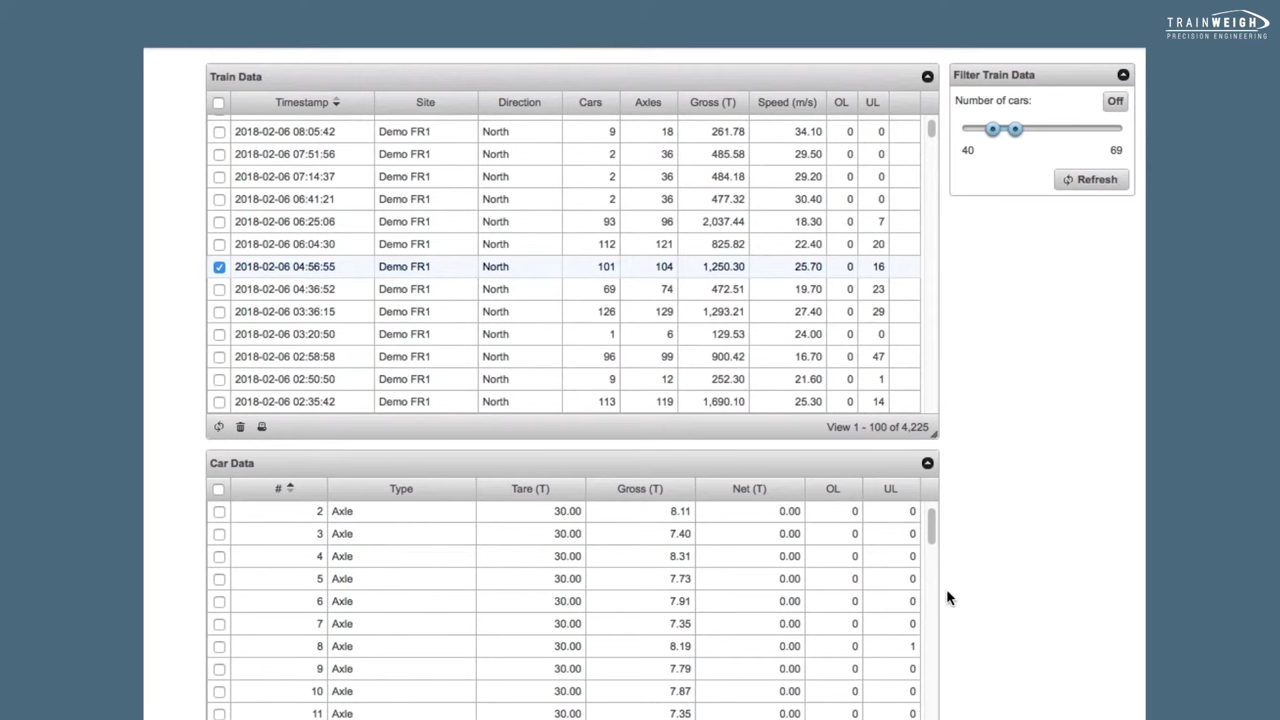 TRAINWEIGH
PRECISION ENGINEERING
Train Data
Timestamp Site Direction Cars Axles Gross (T) Speed (m/s) OL UL
2018-02-06 08:05:42 Demo FR1 North 9 18 261.78 34.10 0 0
2018-02-06 07:51:56 Demo FR1 North 2 36 485.58 29.50 0 0
2018-02-06 07:14:37 Demo FR1 North 2 36 484.18 29.20 0 0
2018-02-06 06:41:21 Demo FR1 North 2 36 477.32 30.40 0 0
2018-02-06 06:25:06 Demo FR1 North 93 96 2,037.44 18.30 0 7
2018-02-06 06:04:30 Demo FR1 North 112 121 825.82 22.40 0 20
2018-02-06 04:56:55 Demo FR1 North 101 104 1,250.30 25.70 0 16
2018-02-06 04:36:52 Demo FR1 North 69 74 472.51 19.70 0 23
2018-02-06 03:36:15 Demo FR1 North 126 129 1,293.21 27.40 0 29
2018-02-06 03:20:50 Demo FR1 North 1 6 129.53 24.00 0 0
2018-02-06 02:58:58 Demo FR1 North 96 99 900.42 16.70 0 47
2018-02-06 02:50:50 Demo FR1 North 9 12 252.30 21.60 0 1
2018-02-06 02:35:42 Demo FR1 North 113 119 1,690.10 25.30 0 14
View 1 - 100 of 4,225
Filter Train Data
Number of cars: Off
40 69
Refresh
Car Data
# Type Tare (T) Gross (T) Net (T) OL UL
2 Axle 30.00 8.11 0.00 0 0
3 Axle 30.00 7.40 0.00 0 0
4 Axle 30.00 8.31 0.00 0 0
5 Axle 30.00 7.73 0.00 0 0
6 Axle 30.00 7.91 0.00 0 0
7 Axle 30.00 7.35 0.00 0 0
8 Axle 30.00 8.19 0.00 0 1
9 Axle 30.00 7.79 0.00 0 0
10 Axle 30.00 7.87 0.00 0 0
11 Axle 30.00 7.35 0.00 0 0